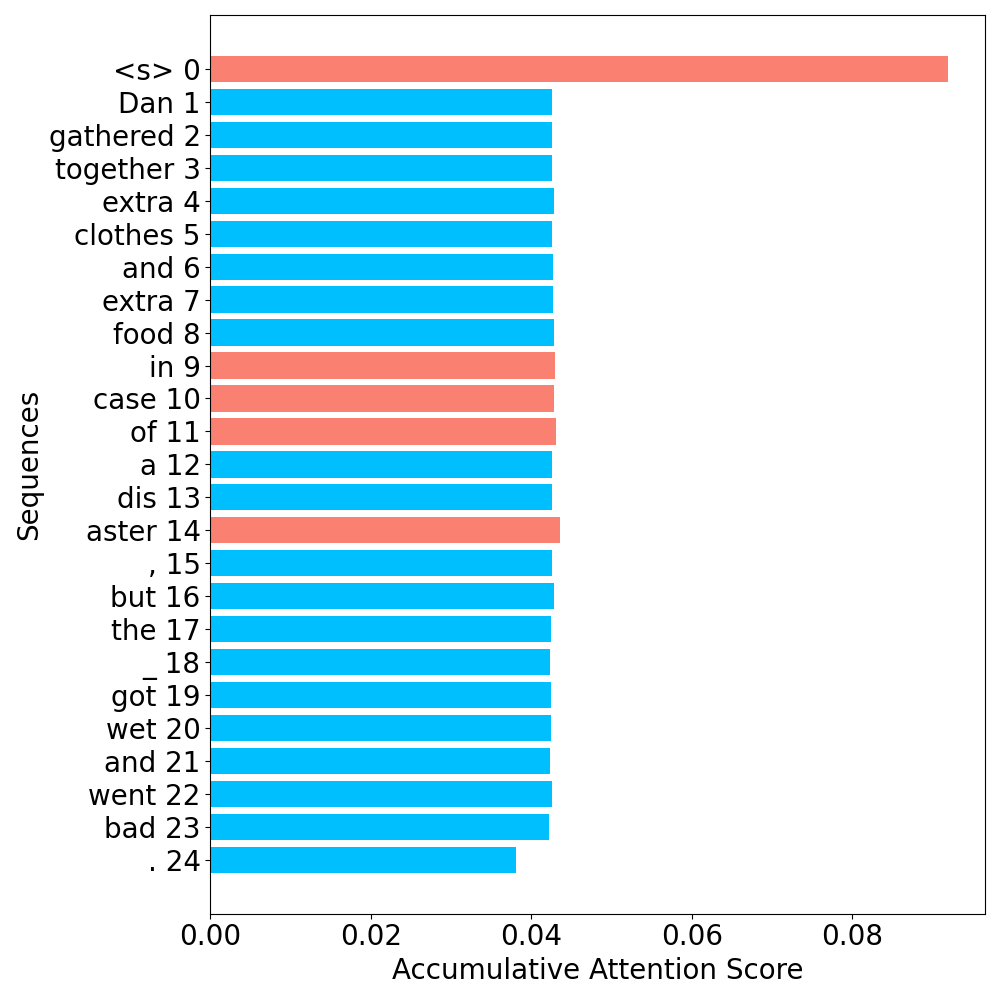 <s> 0
Dan 1
gathered 2
together 3
extra 4
clothes 5
and 6
extra 7
food 8
in 9
case 10
of 11
a 12
dis 13
aster 14
, 15
but 16
the 17
_ 18
got 19
wet 20
and 21
went 22
bad 23
. 24
Sequences
0.00 0.02 0.04 0.06 0.08
Accumulative Attention Score